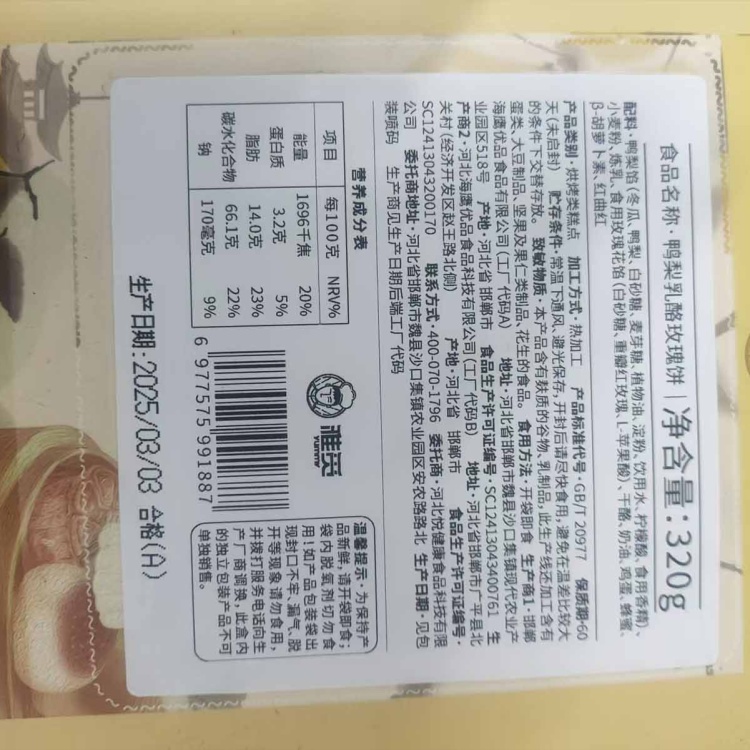 食品名称·鸭梨乳酪玫瑰饼 | 净含量:320g
配料·鸭梨馅(冬瓜、鸭梨、白砂糖、麦芽糖、植物油、淀粉、饮用水、柠檬酸、食用香精)、
小麦粉、炼乳、食用玫瑰花馅(白砂糖、重瓣红玫瑰、L-苹果酸)、干酪、奶油、鸡蛋、蜂蜜、
β-胡萝卜素、红曲红
产品类别·烘烤类糕点 加工方式·热加工 产品标准代号·GB/T 20977 保质期·60
天(未启封) 贮存条件·常温下通风、避光保存,开封后请尽快食用,避免在温差比较大
的条件下交替存放。 致敏物质·本产品含有麸质的谷物、乳制品,此生产线还加工含有
蛋类、大豆制品、坚果及果仁类制品、花生的食品。 食用方法·开袋即食 生产商1·邯郸
海鹰优品食品有限公司(工厂代码A) 地址·河北省邯郸市魏县沙口集镇现代农业产
业园区518号 产地·河北省邯郸市 食品生产许可证编号·SC12413043400761 生
产商2·河北海鹰优品食品科技有限公司(工厂代码B) 地址·河北省邯郸市广平县北
关村(经济开发区赵王路北侧) 产地·河北省 邯郸市 食品生产许可证编号·
SC12413043200170 联系方式·400-070-1796 委托商·河北悦健康食品科技有限
公司 委托商地址·河北省邯郸市魏县沙口集镇农业园区安农路路北 生产日期·见包
装喷码 生产商见生产日期后端工厂代码
营养成分表
项目 每100克 NRV%
能量 1696千焦 20%
蛋白质 3.2克 5%
脂肪 14.0克 23%
碳水化合物 66.1克 22%
钠 170毫克 9%
雅贤
yummr
6 977575 991887
温馨提示·为保持产
品新鲜,请开袋即食;
袋内脱氧剂切勿食
用!如产品包装袋出
现封口不牢、漏气、脱
开等现象请勿食用,
并拨打服务电话向生
产厂商调换,此盒内
的独立包装产品不可
单独销售。
生产日期:2025/03/03 合格(A)